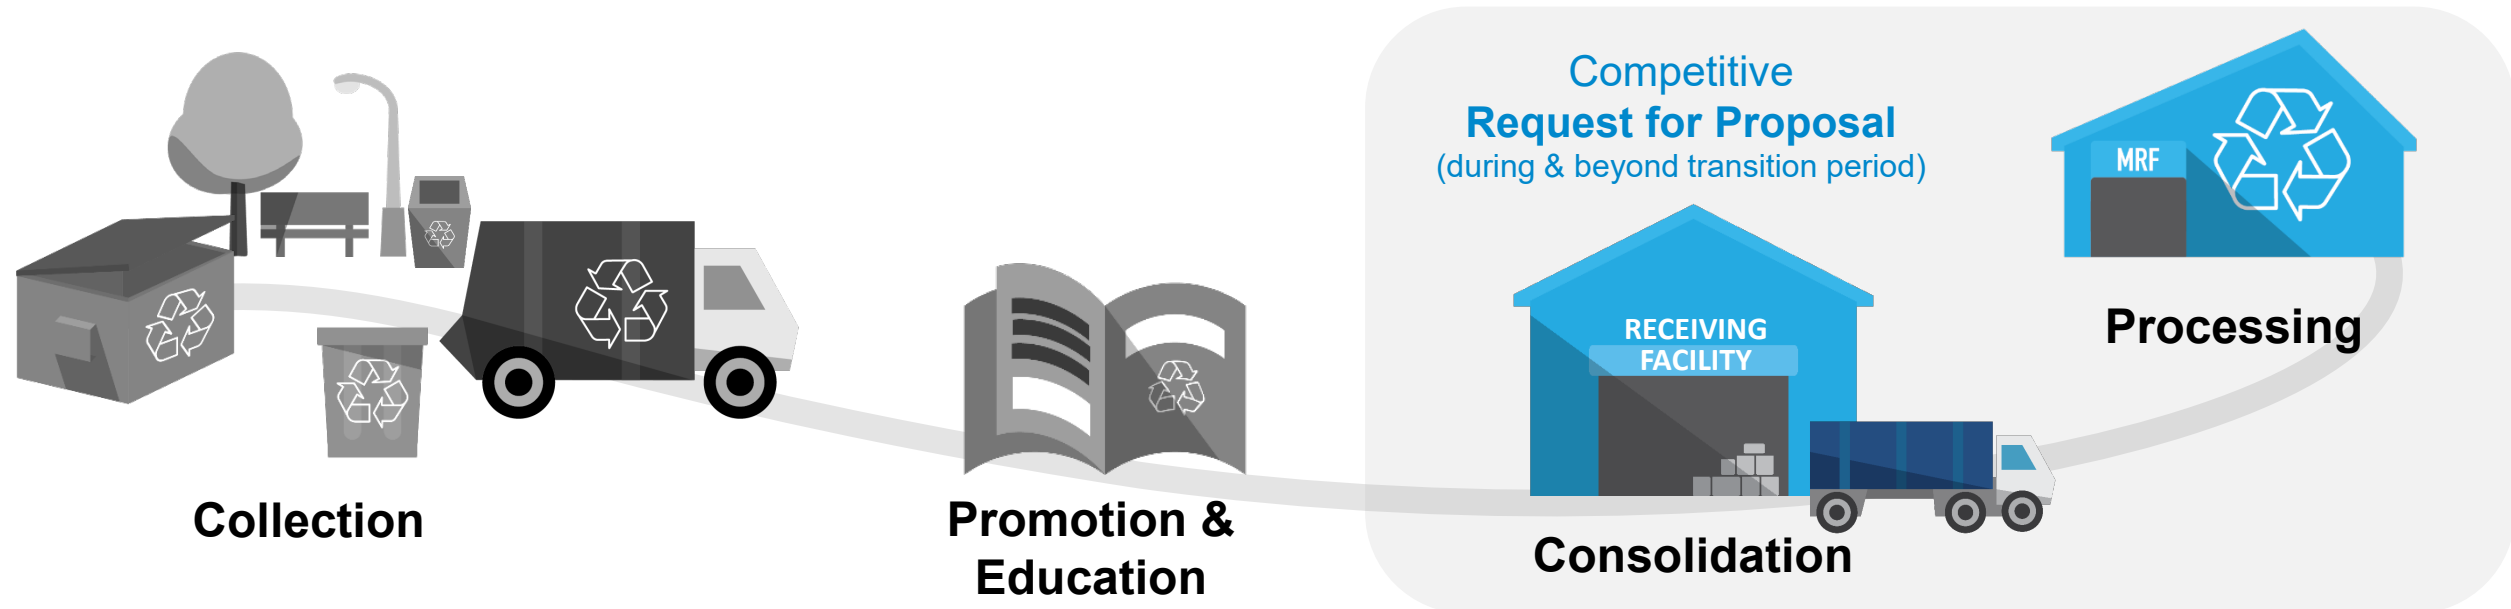 Competitive
Request for Proposal
(during & beyond transition period)
MRF
RECEIVING
FACILITY
Processing
Collection
Promotion &
Education
Consolidation